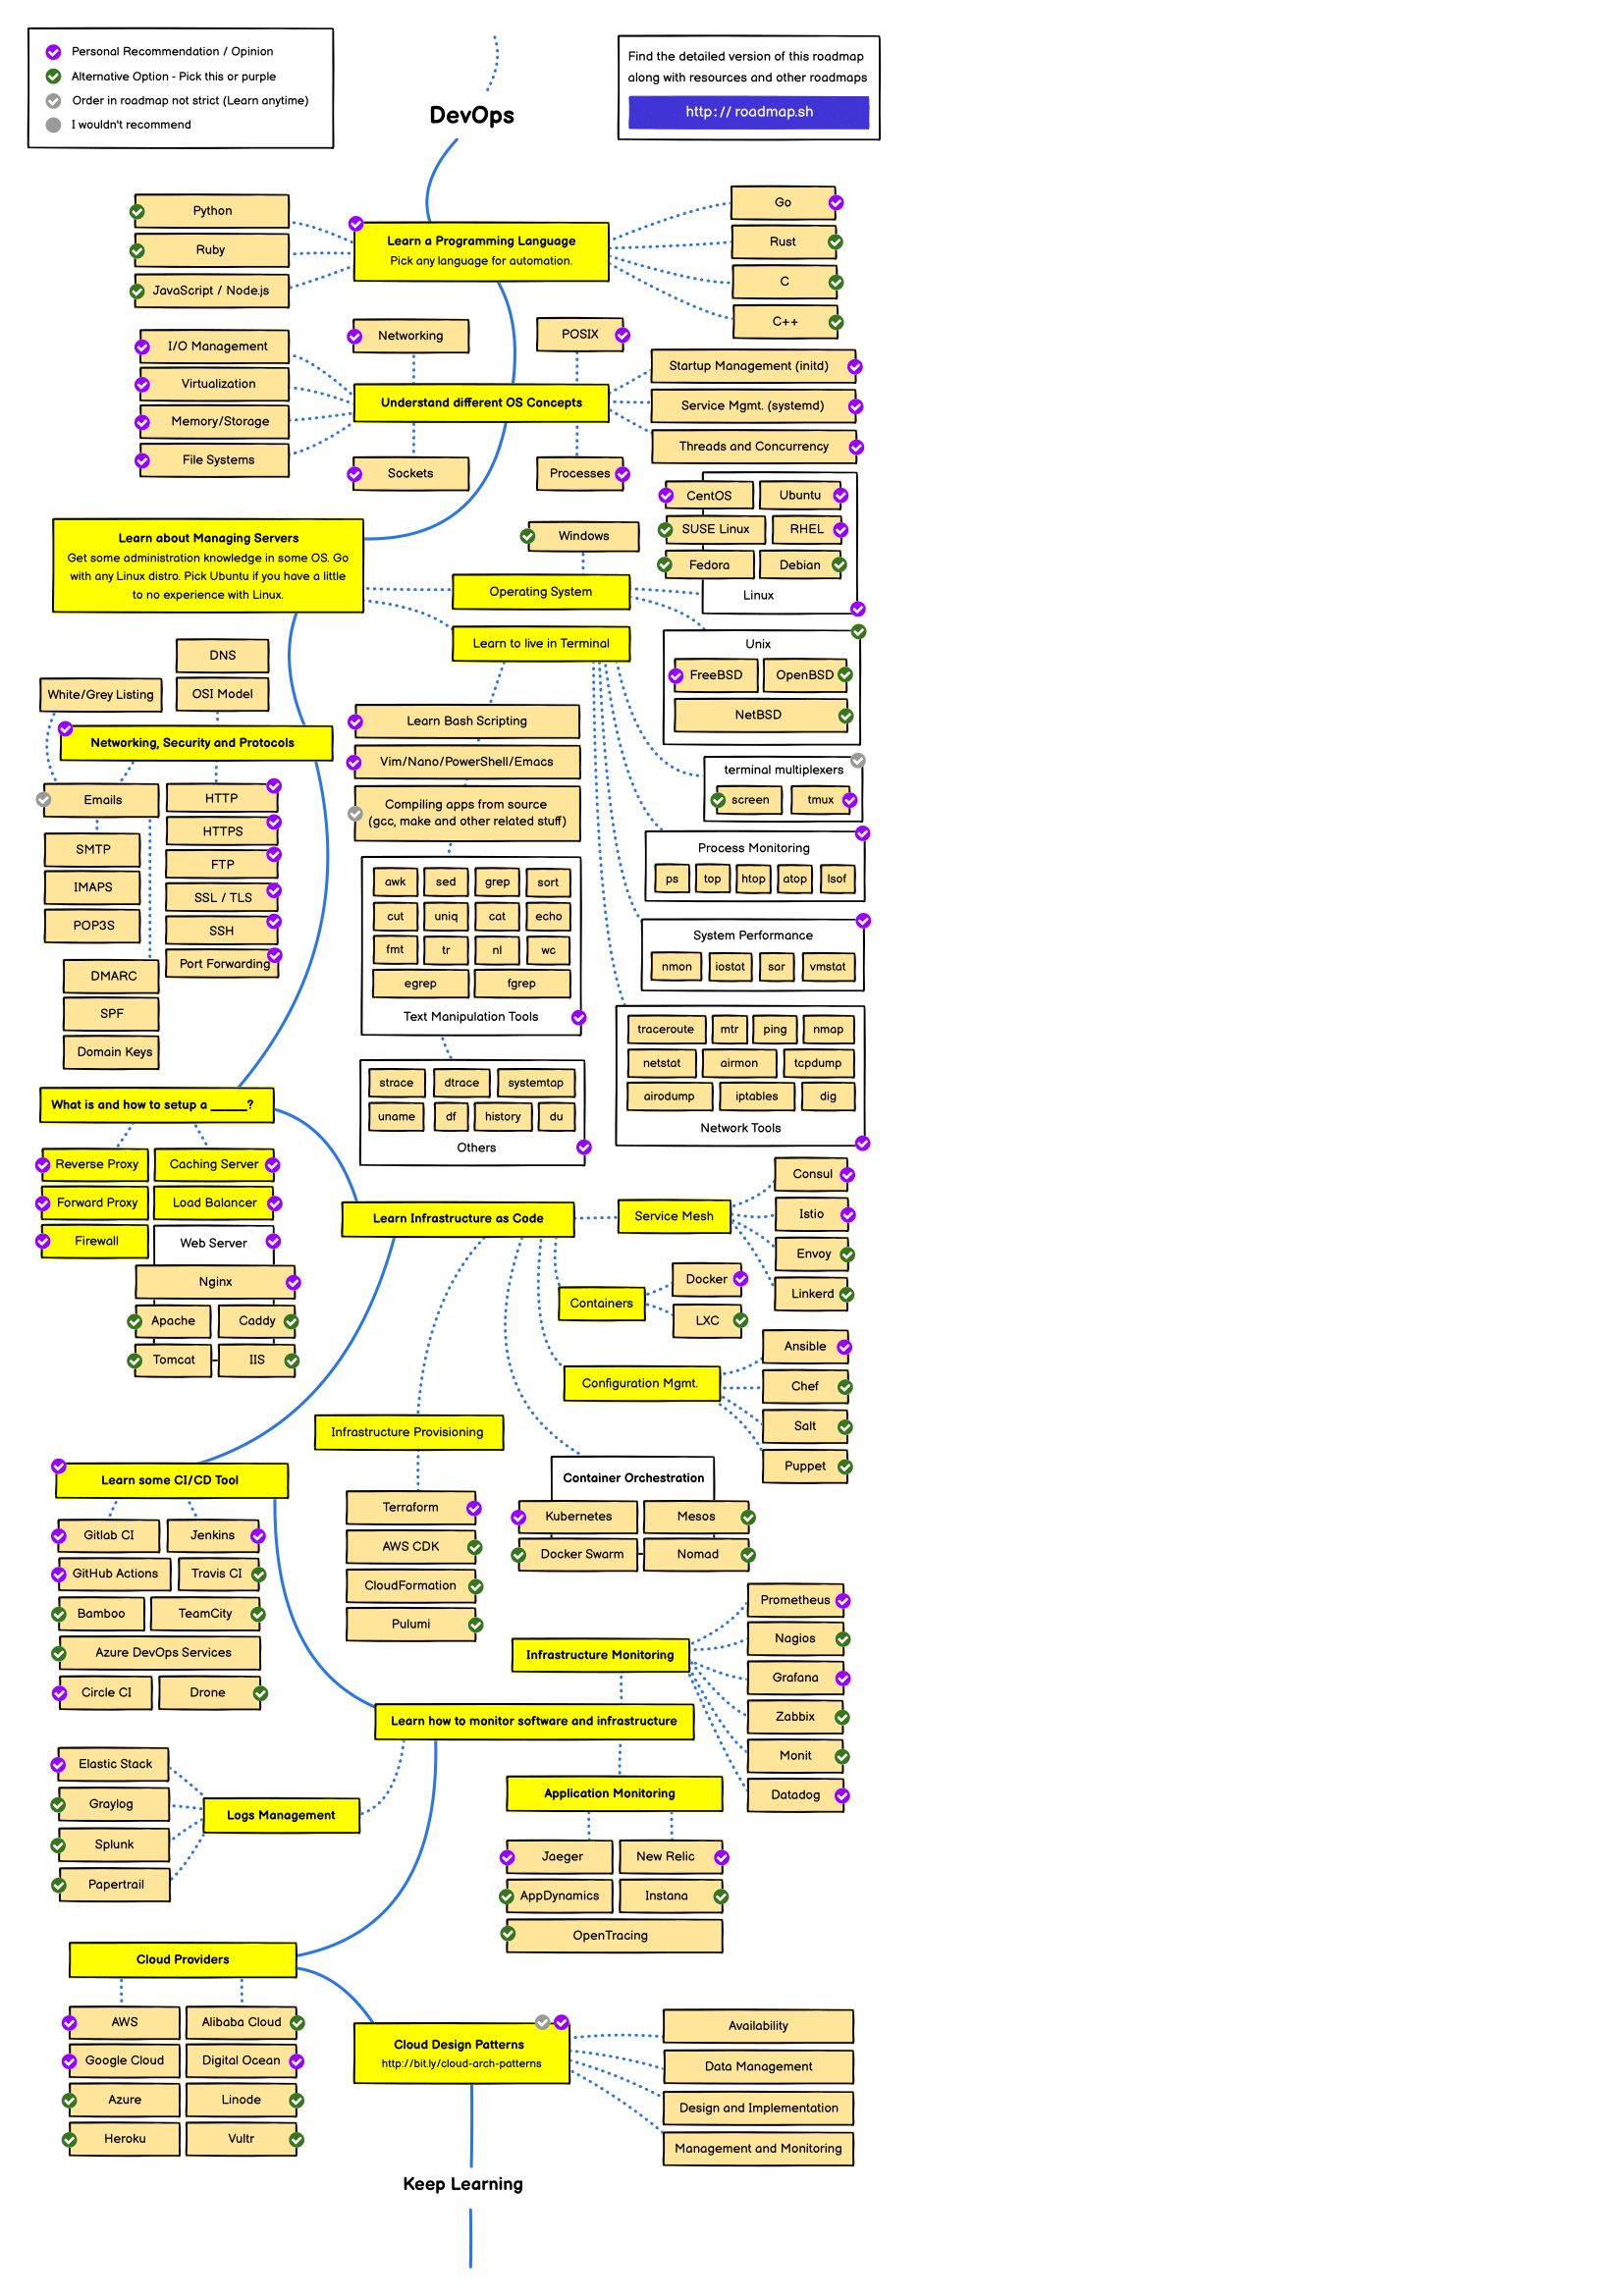 Personal Recommendation / Opinion
Alternative Option - Pick this or purple
Order in roadmap not strict (Learn anytime)
I wouldn't recommend
DevOps
Find the detailed version of this roadmap
along with resources and other roadmaps
http://roadmap.sh
Learn a Programming Language
Pick any language for automation.
Python
Ruby
JavaScript / Node.js
Go
Rust
C
C++
Understand different OS Concepts
I/O Management
Virtualization
Memory/Storage
File Systems
Networking
Sockets
POSIX
Processes
Startup Management (initd)
Service Mgmt. (systemd)
Threads and Concurrency
Learn about Managing Servers
Get some administration knowledge in some OS. Go
with any Linux distro. Pick Ubuntu if you have a little
to no experience with Linux.
Operating System
Windows
CentOS
Ubuntu
SUSE Linux
RHEL
Fedora
Debian
Linux
Unix
FreeBSD
OpenBSD
NetBSD
Learn to live in Terminal
Learn Bash Scripting
Vim/Nano/PowerShell/Emacs
Compiling apps from source
(gcc, make and other related stuff)
awk
sed
grep
sort
cut
uniq
cat
echo
fmt
tr
nl
wc
egrep
fgrep
Text Manipulation Tools
strace
dtrace
systemtap
uname
df
history
du
Others
terminal multiplexers
screen
tmux
Process Monitoring
ps
top
htop
atop
lsof
System Performance
nmon
iostat
sar
vmstat
traceroute
mtr
ping
nmap
netstat
airmon
tcpdump
airodump
iptables
dig
Network Tools
DNS
OSI Model
White/Grey Listing
Networking, Security and Protocols
Emails
SMTP
IMAPS
POP3S
DMARC
SPF
Domain Keys
HTTP
HTTPS
FTP
SSL / TLS
SSH
Port Forwarding
What is and how to setup a ______?
Reverse Proxy
Caching Server
Forward Proxy
Load Balancer
Firewall
Web Server
Nginx
Apache
Caddy
Tomcat
IIS
Learn Infrastructure as Code
Service Mesh
Consul
Istio
Envoy
Linkerd
Containers
Docker
LXC
Configuration Mgmt.
Ansible
Chef
Salt
Puppet
Container Orchestration
Kubernetes
Mesos
Docker Swarm
Nomad
Infrastructure Provisioning
Terraform
AWS CDK
CloudFormation
Pulumi
Learn some CI/CD Tool
Gitlab CI
Jenkins
GitHub Actions
Travis CI
Bamboo
TeamCity
Azure DevOps Services
Circle CI
Drone
Learn how to monitor software and infrastructure
Infrastructure Monitoring
Prometheus
Nagios
Grafana
Zabbix
Monit
Datadog
Application Monitoring
Jaeger
New Relic
AppDynamics
Instana
OpenTracing
Logs Management
Elastic Stack
Graylog
Splunk
Papertrail
Cloud Providers
AWS
Alibaba Cloud
Google Cloud
Digital Ocean
Azure
Linode
Heroku
Vultr
Cloud Design Patterns
http://bit.ly/cloud-arch-patterns
Availability
Data Management
Design and Implementation
Management and Monitoring
Keep Learning